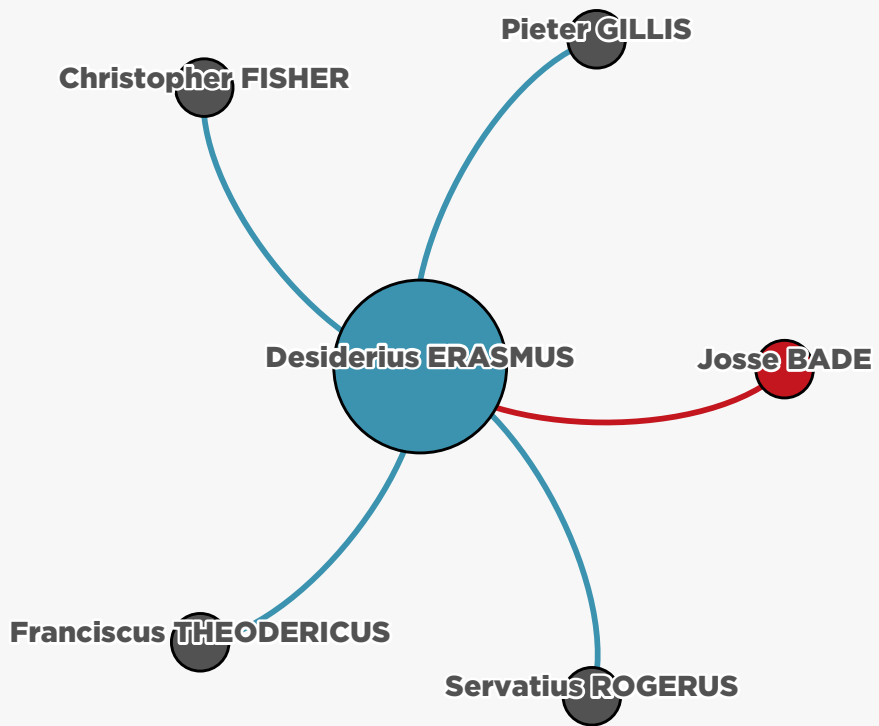 Pieter GILLIS
Christopher FISHER
Desiderius ERASMUS
Josse BADE
Franciscus THEODERICUS
Servatius ROGERUS